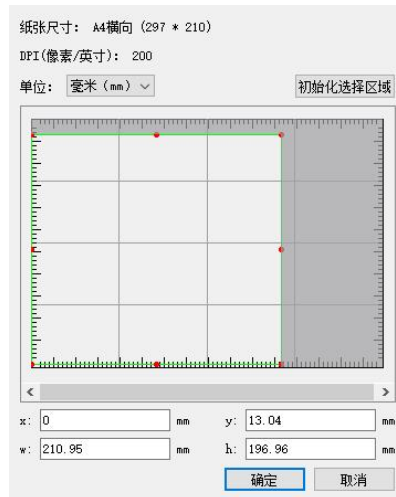 纸张尺寸: A4横向 (297 * 210)
DPI(像素/英寸): 200
单位: 毫米 (mm) 初始化选择区域
x: 0 mm y: 13.04 mm
w: 210.95 mm h: 196.96 mm
确定 取消